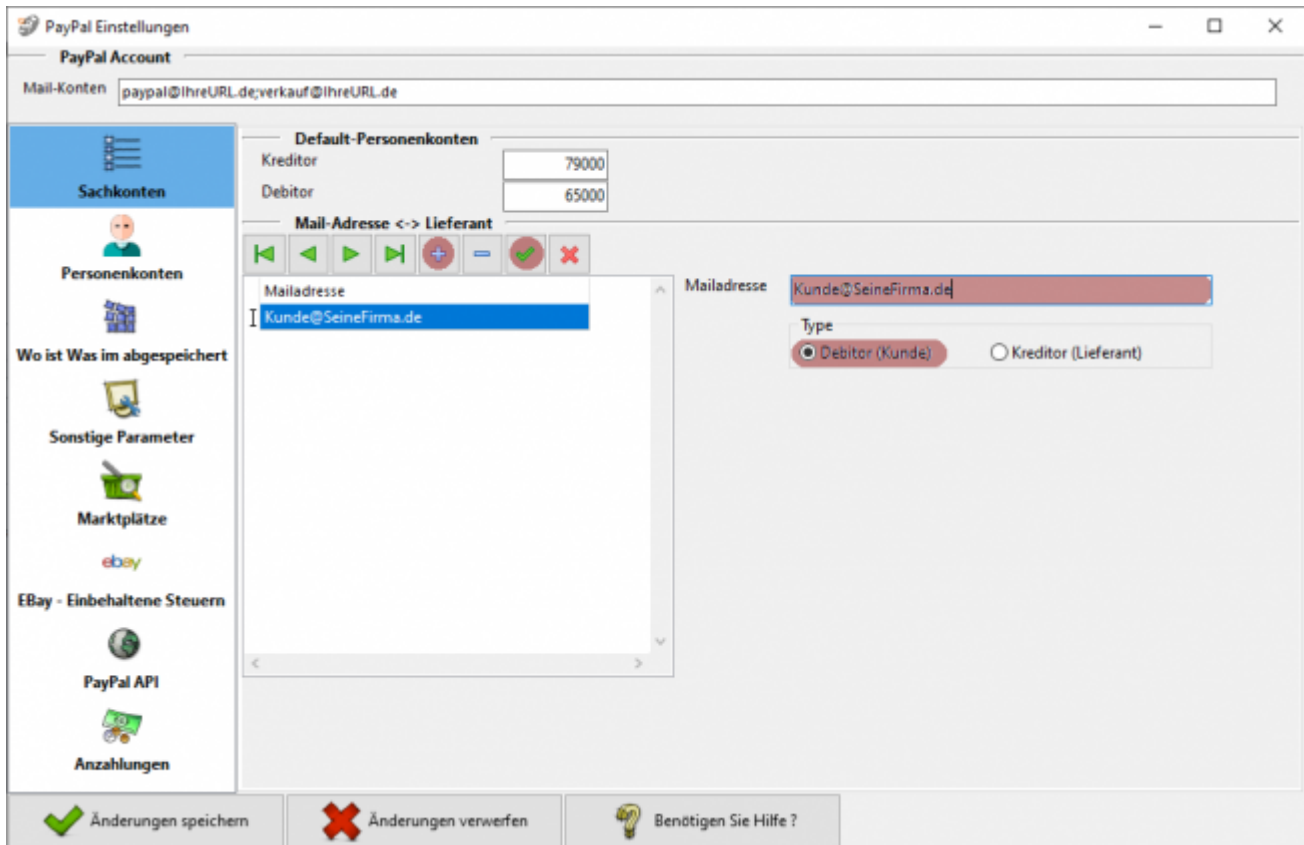 PayPal Einstellungen
PayPal Account
Mail-Konten paypal@IhreURL.de;verkauf@IhreURL.de
Sachkonten
Personenkonten
Wo ist Was im abgespeichert
Sonstige Parameter
Marktplätze
ebay
EBay - Einbehaltene Steuern
PayPal API
Anzahlungen
Default-Personenkonten
Kreditor 79000
Debitor 65000
Mail-Adresse <-> Lieferant
Mailadresse
Kunde@SeineFirma.de
Mailadresse Kunde@SeineFirma.de
Type
Debitor (Kunde) Kreditor (Lieferant)
Änderungen speichern Änderungen verwerfen Benötigen Sie Hilfe ?